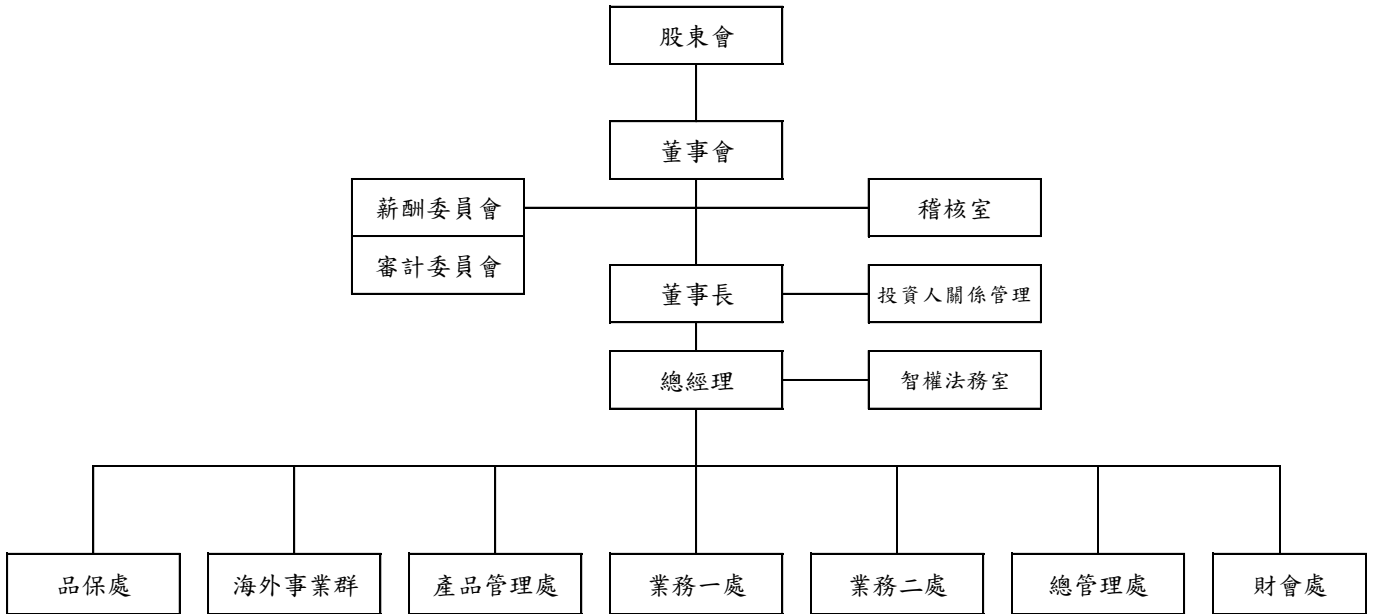 股東會
董事會
薪酬委員會
稽核室
審計委員會
董事長
投資人關係管理
總經理
智權法務室
品保處
海外事業群
產品管理處
業務一處
業務二處
總管理處
財會處